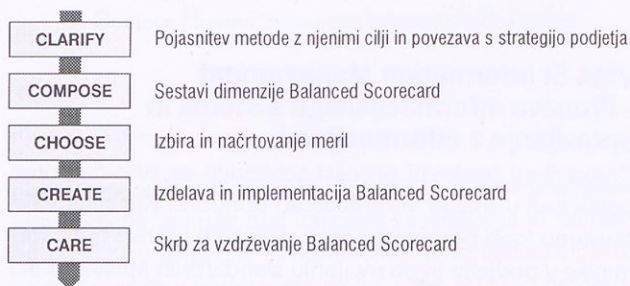 CLARIFY Pojasnitev metode z njenimi cilji in povezava s strategijo podjetja
COMPOSE Sestavi dimenzije Balanced Scorecard
CHOOSE Izbira in načrtovanje meril
CREATE Izdelava in implementacija Balanced Scorecard
CARE Skrb za vzdrževanje Balanced Scorecard